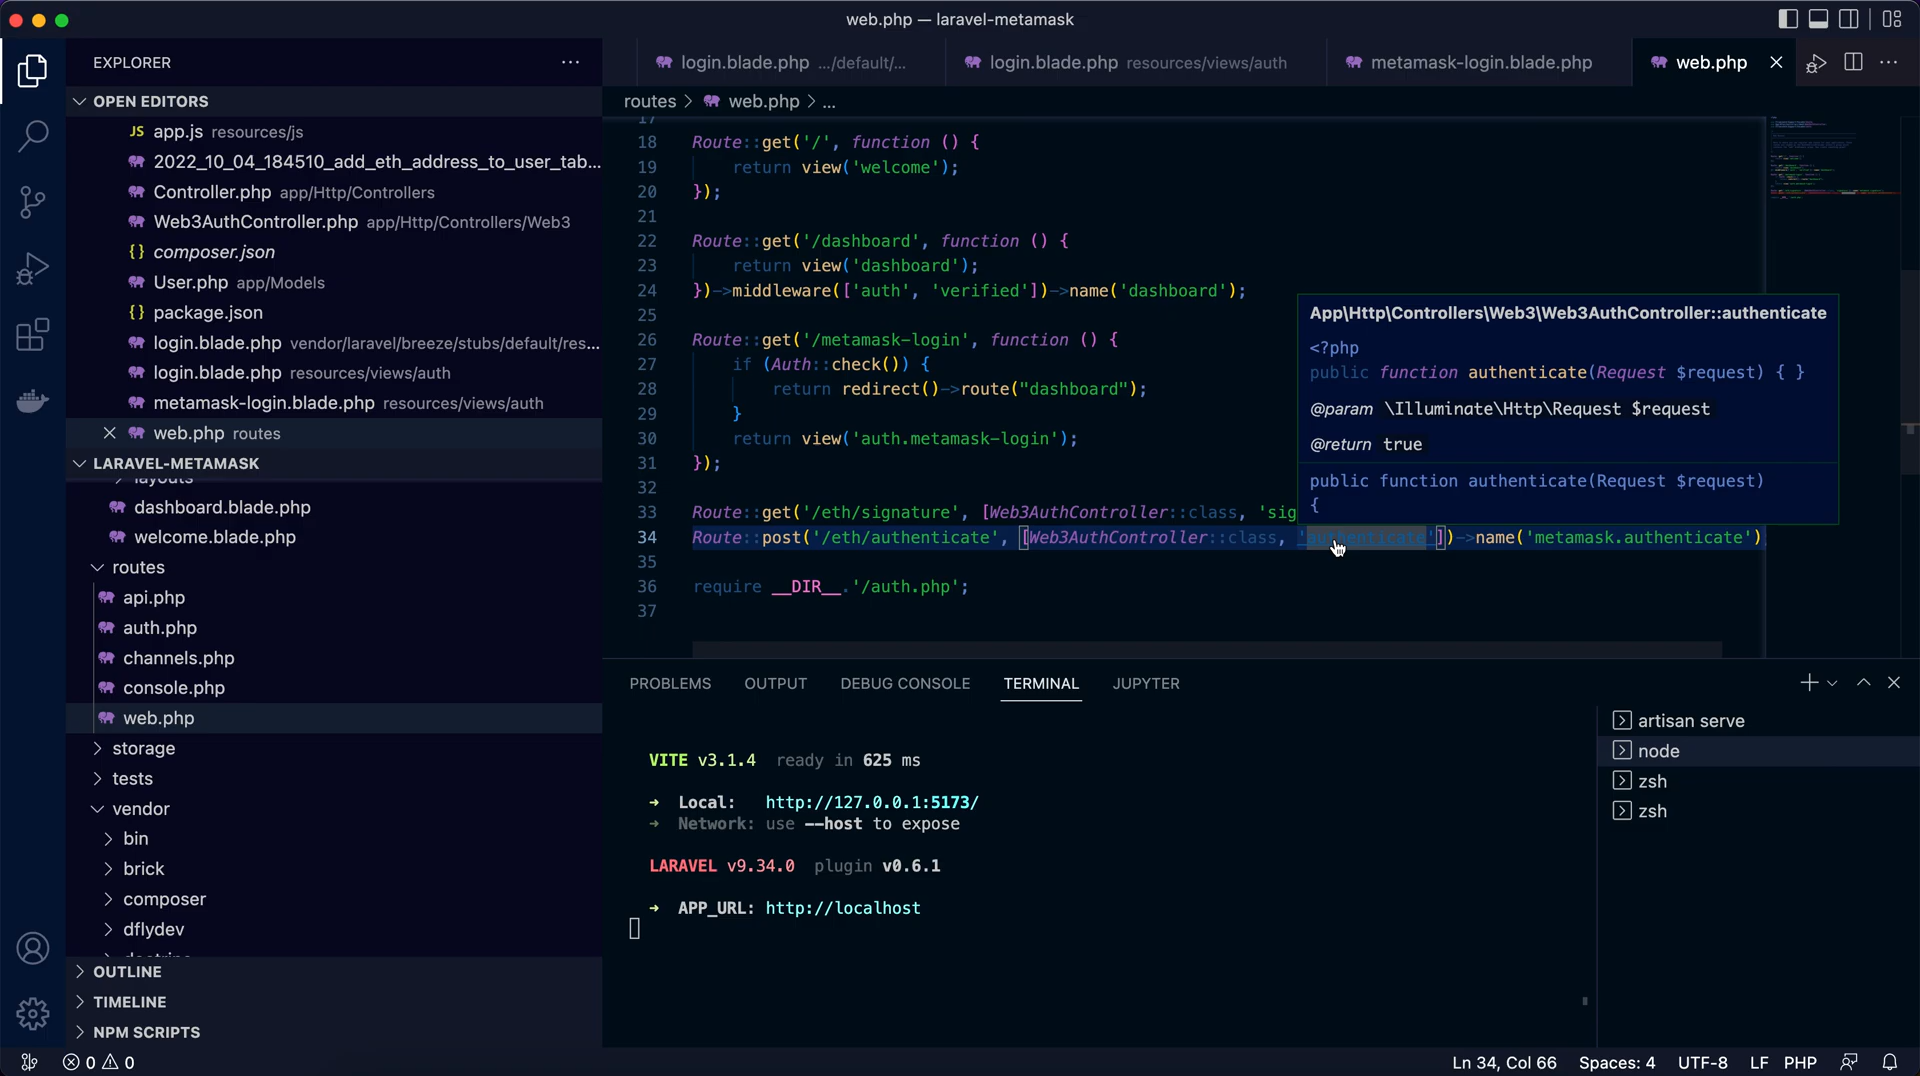 web.php — laravel-metamask
EXPLORER
login.blade.php .../default/...
login.blade.php resources/views/auth
metamask-login.blade.php
web.php
OPEN EDITORS
JS app.js resources/js
2022_10_04_184510_add_eth_address_to_user_tab...
Controller.php app/Http/Controllers
Web3AuthController.php app/Http/Controllers/Web3
{} composer.json
User.php app/Models
{} package.json
login.blade.php vendor/laravel/breeze/stubs/default/res...
login.blade.php resources/views/auth
metamask-login.blade.php resources/views/auth
web.php routes
LARAVEL-METAMASK
layouts
dashboard.blade.php
welcome.blade.php
routes
api.php
auth.php
channels.php
console.php
web.php
storage
tests
vendor
bin
brick
composer
dflydev
OUTLINE
TIMELINE
NPM SCRIPTS
routes > web.php > ...
17
18 Route::get('/', function () {
19 return view('welcome');
20 });
21
22 Route::get('/dashboard', function () {
23 return view('dashboard');
24 })->middleware(['auth', 'verified'])->name('dashboard');
25
26 Route::get('/metamask-login', function () {
27 if (Auth::check()) {
28 return redirect()->route("dashboard");
29 }
30 return view('auth.metamask-login');
31 });
32
33 Route::get('/eth/signature', [Web3AuthController::class, 'sig
34 Route::post('/eth/authenticate', [Web3AuthController::class, 'authenticate'])->name('metamask.authenticate')
35
36 require __DIR__.'/auth.php';
37
App\Http\Controllers\Web3\Web3AuthController::authenticate
<?php
public function authenticate(Request $request) { }
@param \Illuminate\Http\Request $request
@return true
public function authenticate(Request $request)
{
PROBLEMS OUTPUT DEBUG CONSOLE TERMINAL JUPYTER
VITE v3.1.4 ready in 625 ms
➜ Local: http://127.0.0.1:5173/
➜ Network: use --host to expose
LARAVEL v9.34.0 plugin v0.6.1
➜ APP_URL: http://localhost
artisan serve
node
zsh
zsh
0 0
Ln 34, Col 66 Spaces: 4 UTF-8 LF PHP